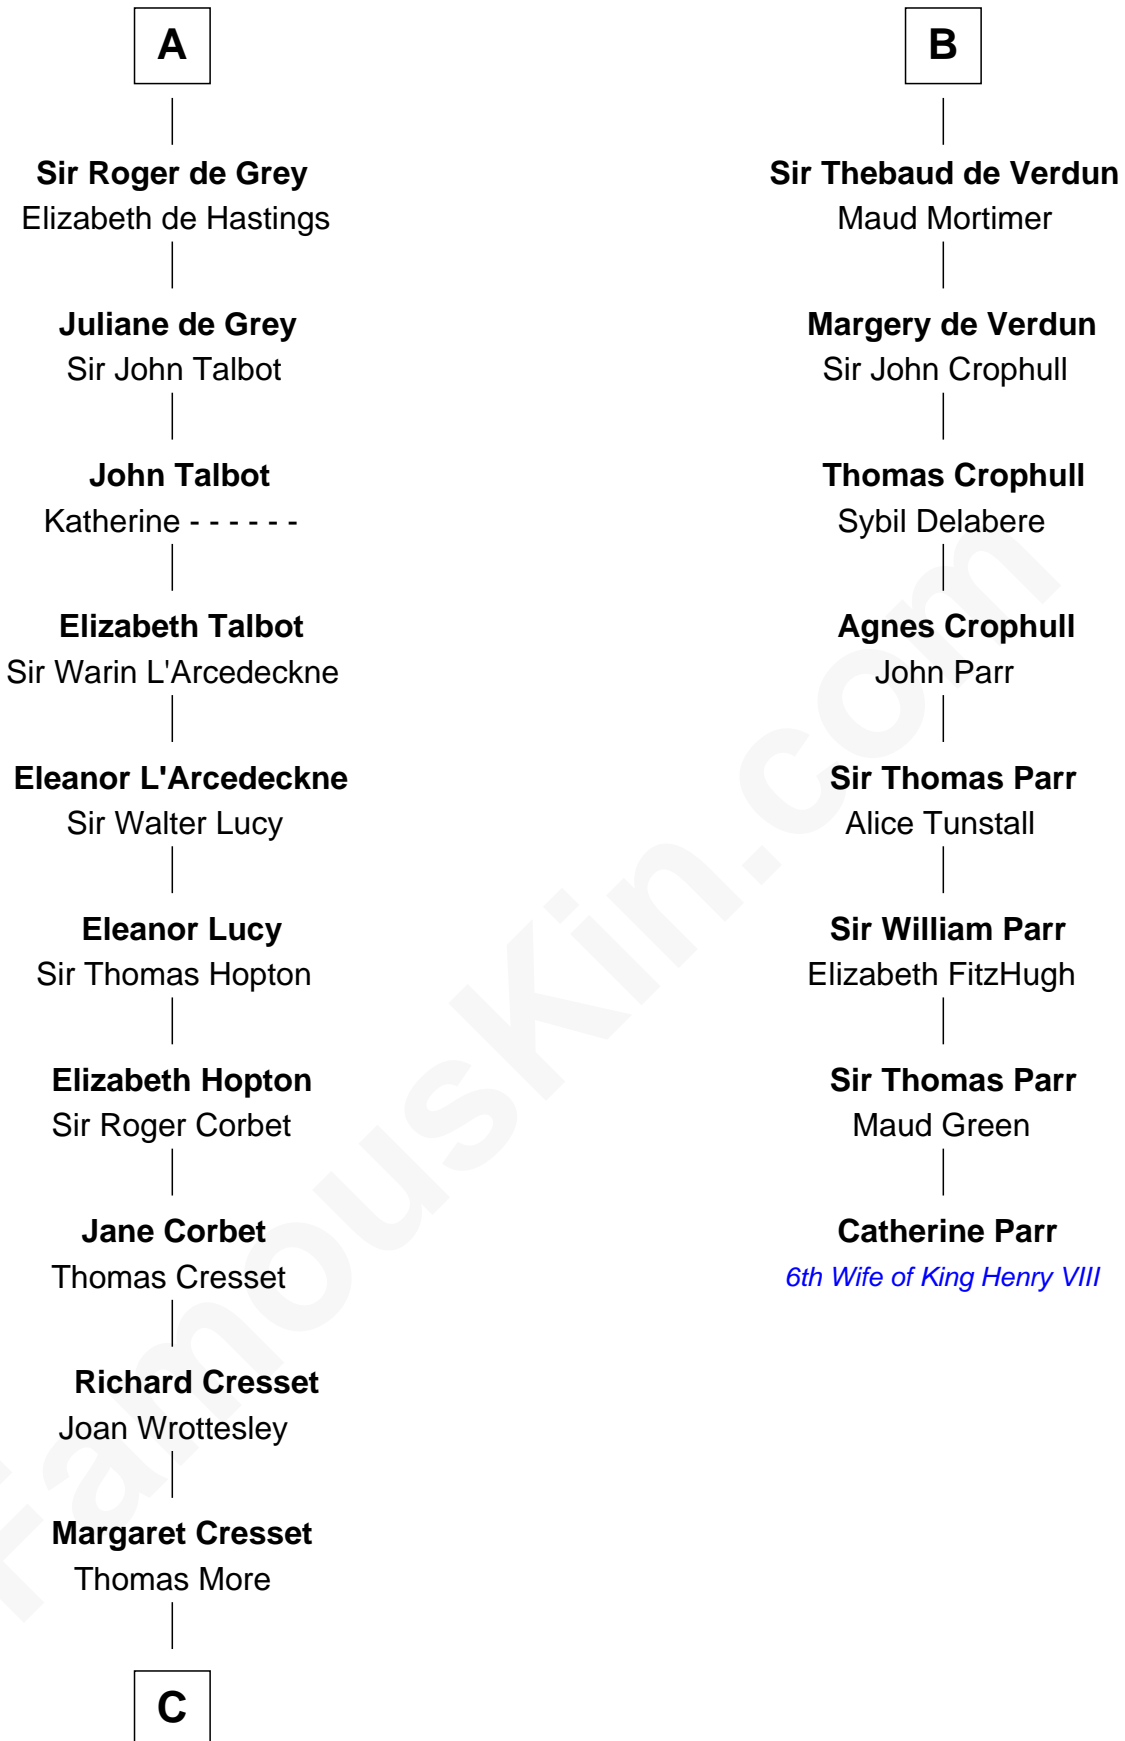 A
Sir Roger de Grey
Elizabeth de Hastings
Juliane de Grey
Sir John Talbot
John Talbot
Katherine - - - - - -
Elizabeth Talbot
Sir Warin L'Arcedeckne
Eleanor L'Arcedeckne
Sir Walter Lucy
Eleanor Lucy
Sir Thomas Hopton
Elizabeth Hopton
Sir Roger Corbet
Jane Corbet
Thomas Cresset
Richard Cresset
Joan Wrottesley
Margaret Cresset
Thomas More
C
B
Sir Thebaud de Verdun
Maud Mortimer
Margery de Verdun
Sir John Crophull
Thomas Crophull
Sybil Delabere
Agnes Crophull
John Parr
Sir Thomas Parr
Alice Tunstall
Sir William Parr
Elizabeth FitzHugh
Sir Thomas Parr
Maud Green
Catherine Parr
6th Wife of King Henry VIII
FamousKin.com